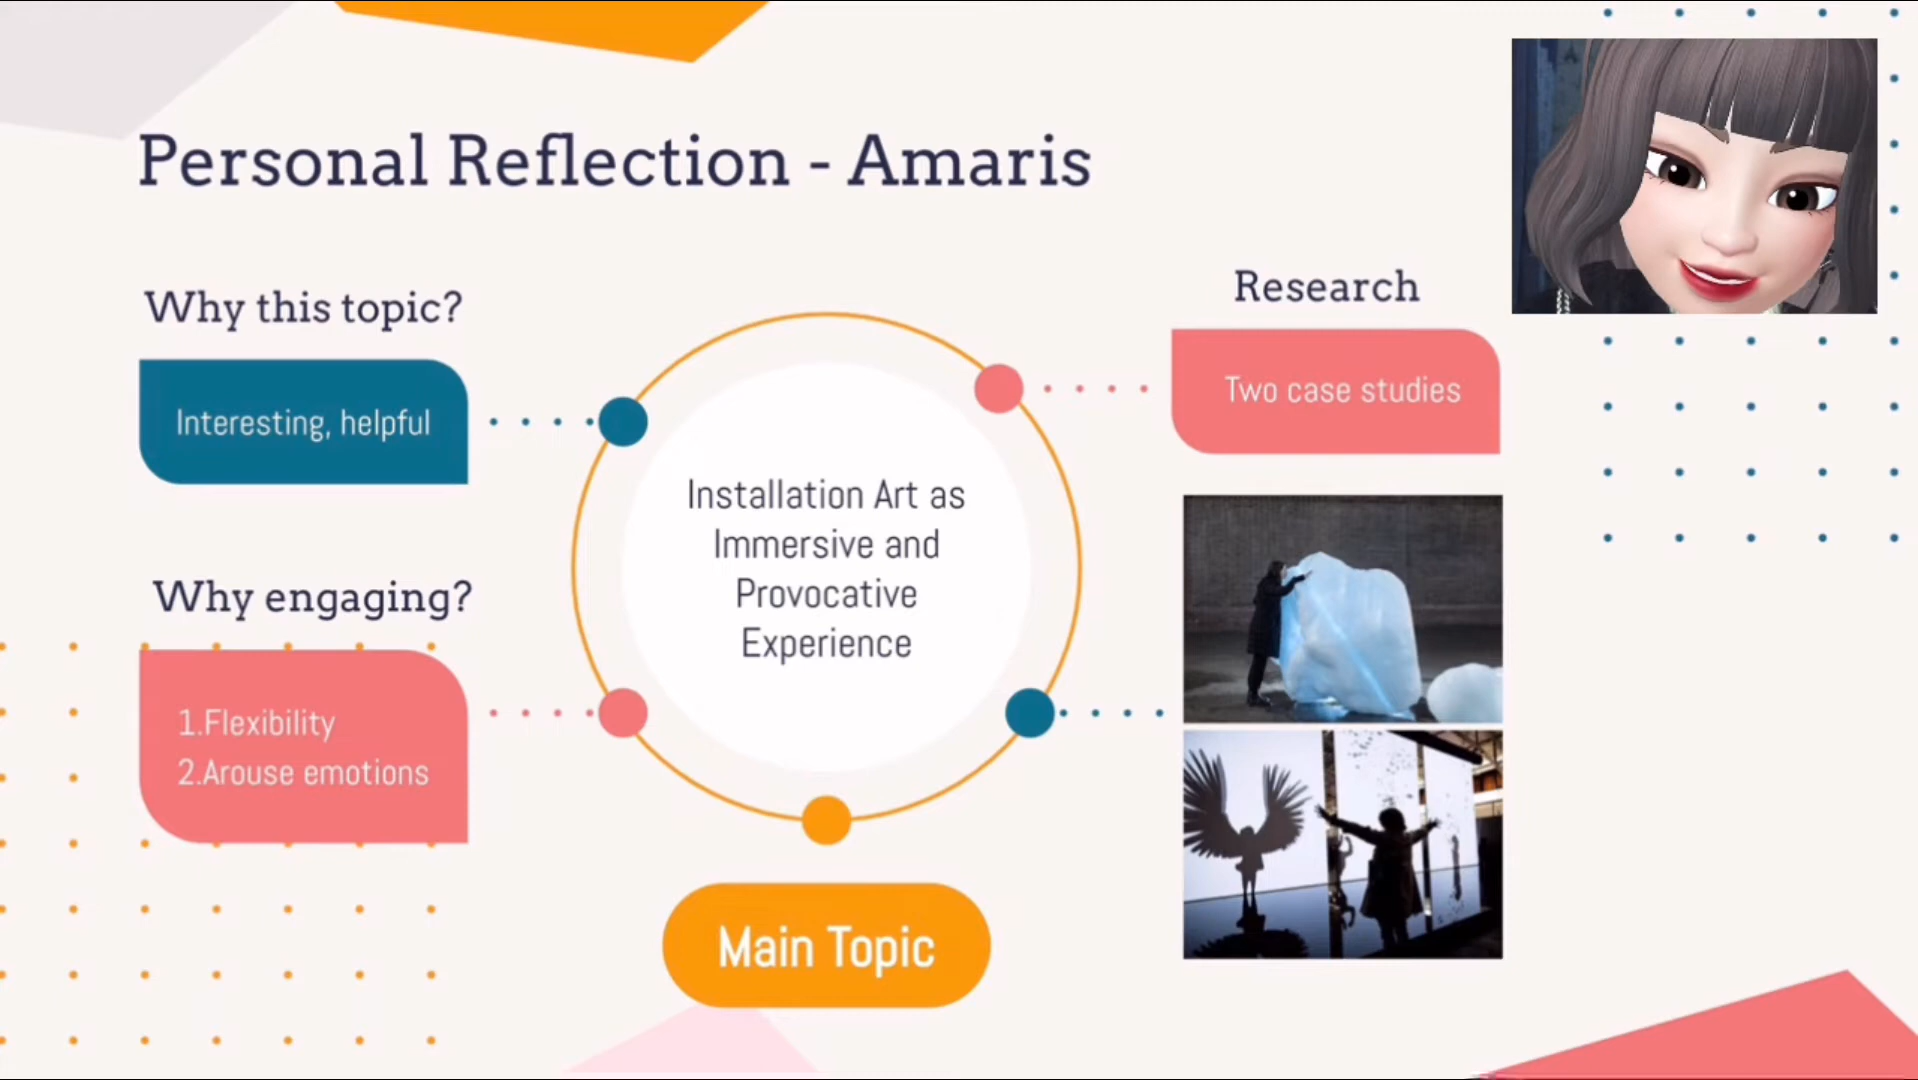 Personal Reflection - Amaris
Why this topic?
Interesting, helpful
Why engaging?
1.Flexibility
2.Arouse emotions
Installation Art as
Immersive and
Provocative
Experience
Main Topic
Research
Two case studies